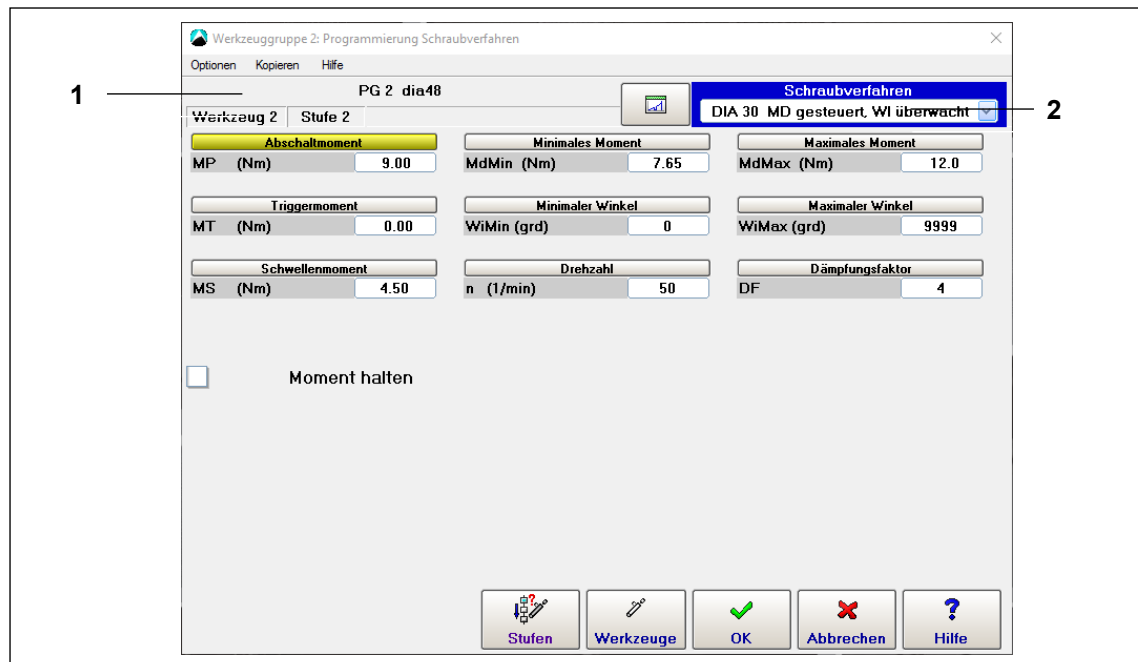 Werkzeuggruppe 2: Programmierung Schraubverfahren
Optionen Kopieren Hilfe
1
PG 2 dia48
Schraubverfahren
Werkzeug 2 Stufe 2
DIA 30 MD gesteuert, WI überwacht
2
Abschaltmoment Minimales Moment Maximales Moment
MP (Nm) 9.00 MdMin (Nm) 7.65 MdMax (Nm) 12.0
Triggermoment Minimaler Winkel Maximaler Winkel
MT (Nm) 0.00 WiMin (grd) 0 WiMax (grd) 9999
Schwellenmoment Drehzahl Dämpfungsfaktor
MS (Nm) 4.50 n (1/min) 50 DF 4
Moment halten
Stufen Werkzeuge OK Abbrechen Hilfe